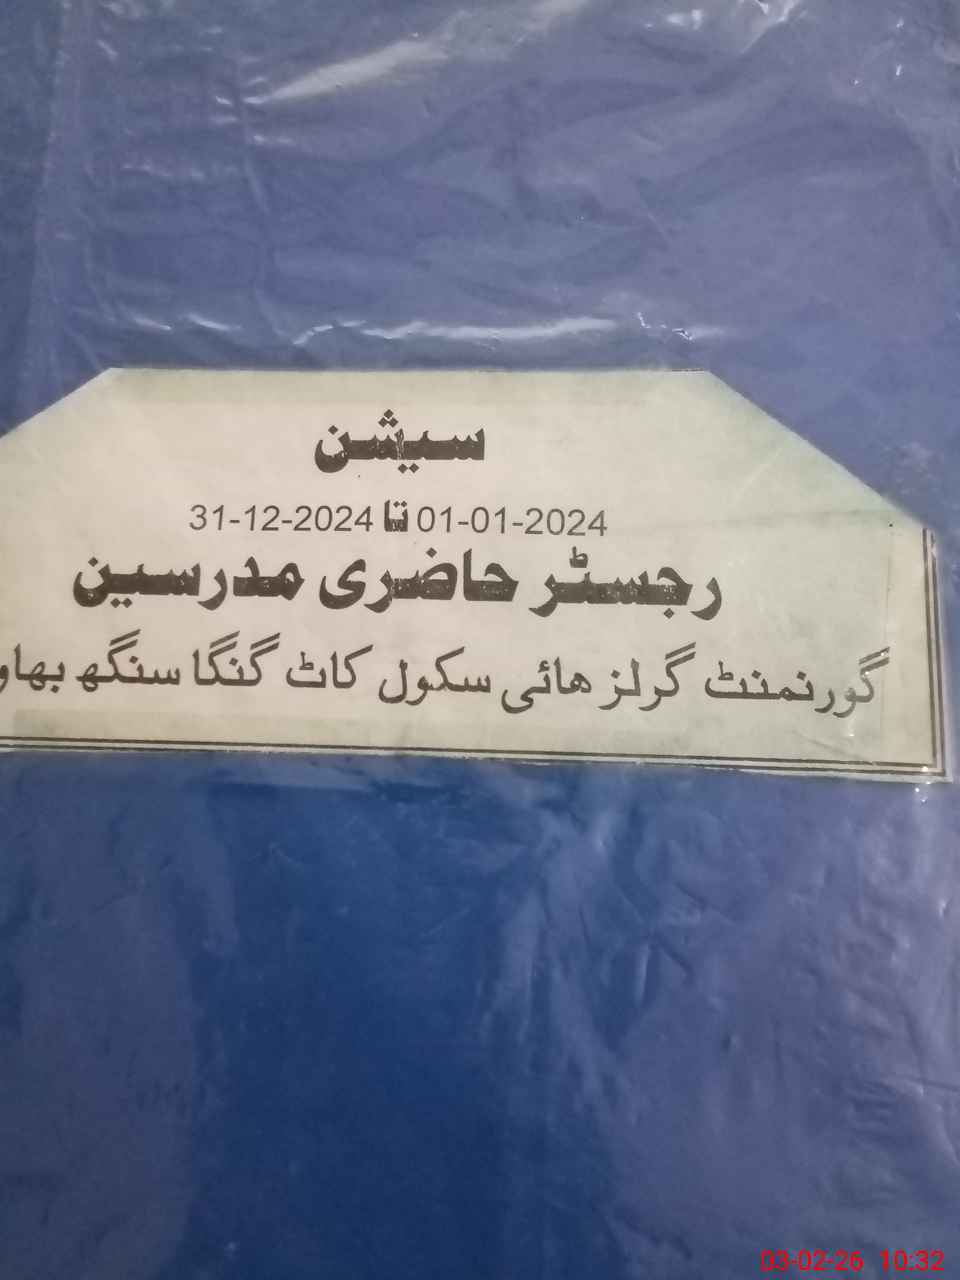 سیشن
01-01-2024 تا 31-12-2024
رجسٹر حاضری مدرسین
گورنمنٹ گرلز ھائی سکول کاٹ گنگا سنگھ
03-02-26 10:32